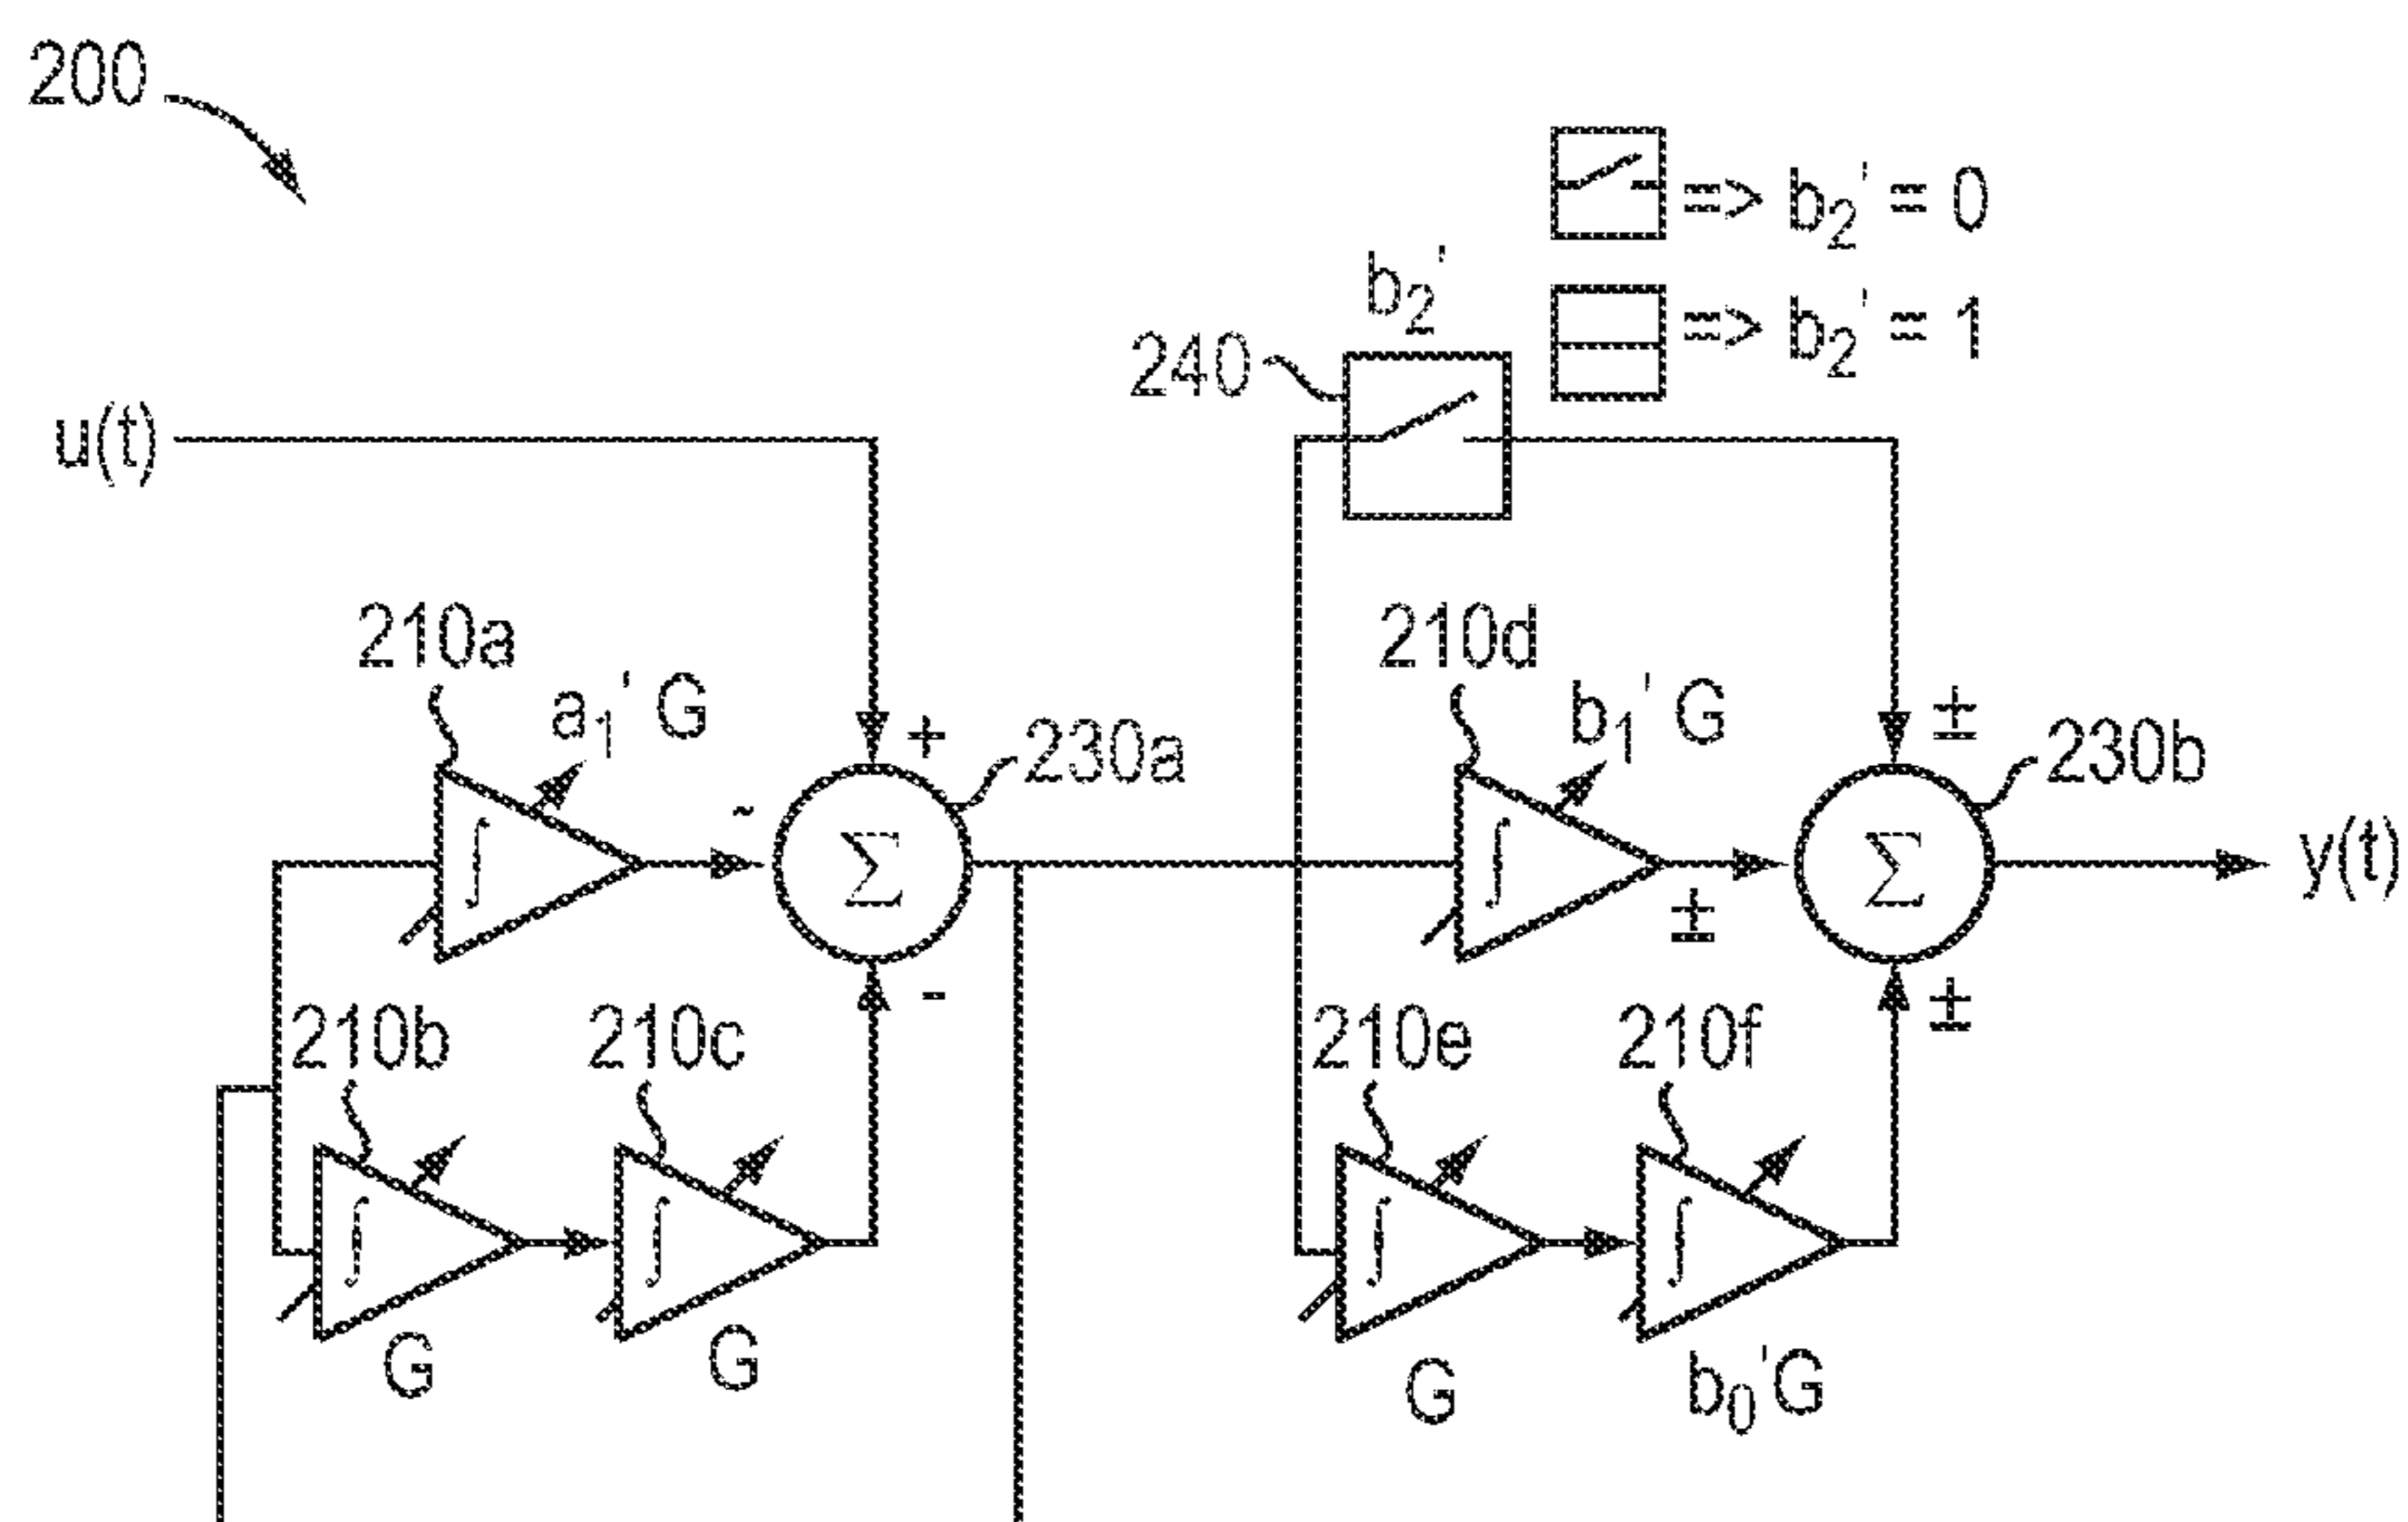 200
=> b₂' = 0
b₂'
=> b₂' = 1
240
u(t)
210a
a₁' G
210d
b₁' G
+
±
230a
230b
-
Σ
Σ
∫
∫
±
y(t)
-
±
210b
210c
210e
210f
∫
∫
∫
∫
G
G
G
b₀'G